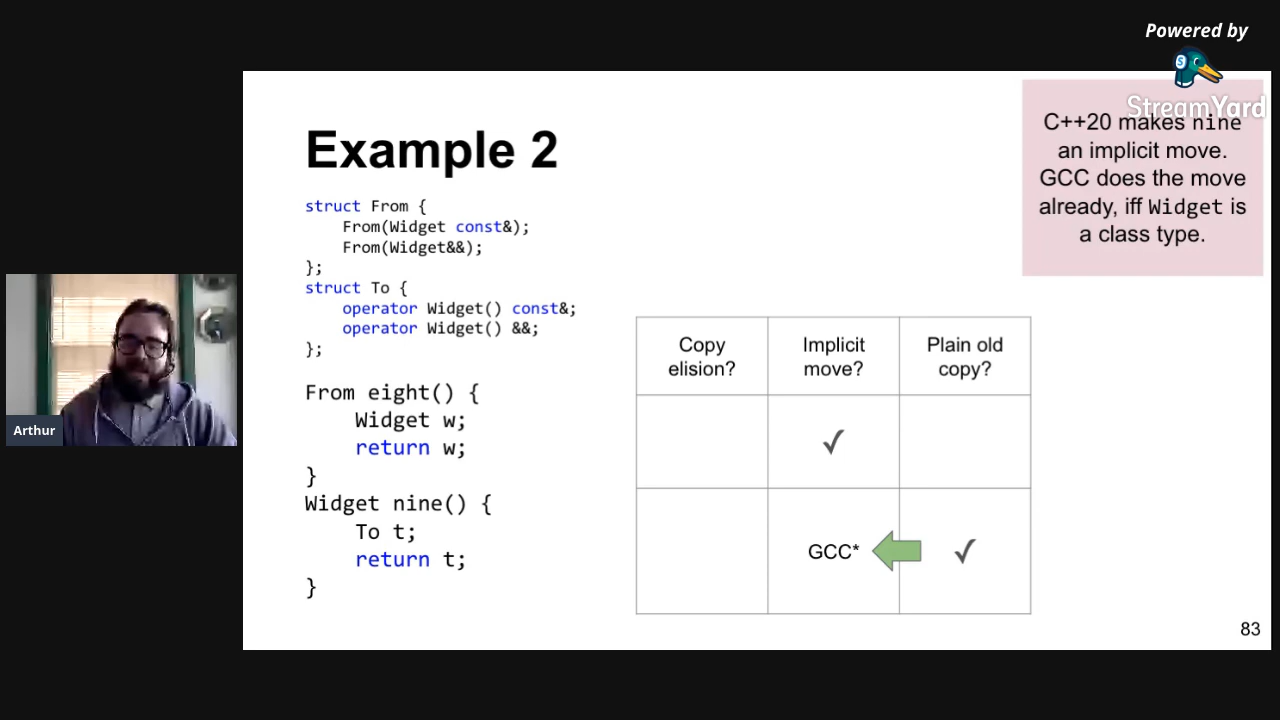 Powered by
StreamYard
C++20 makes nine
an implicit move.
GCC does the move
already, iff Widget is
a class type.
Example 2
struct From {
    From(Widget const&);
    From(Widget&&);
};
struct To {
    operator Widget() const&;
    operator Widget() &&;
};
From eight() {
    Widget w;
    return w;
}
Widget nine() {
    To t;
    return t;
}
Copy
elision?
Implicit
move?
Plain old
copy?
✓
GCC*
✓
Arthur
83